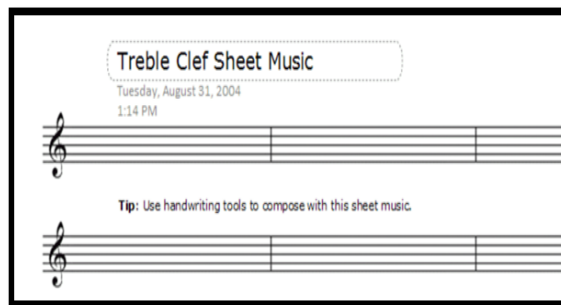 Treble Clef Sheet Music
Tuesday, August 31, 2004
1:14 PM
Tip: Use handwriting tools to compose with this sheet music.